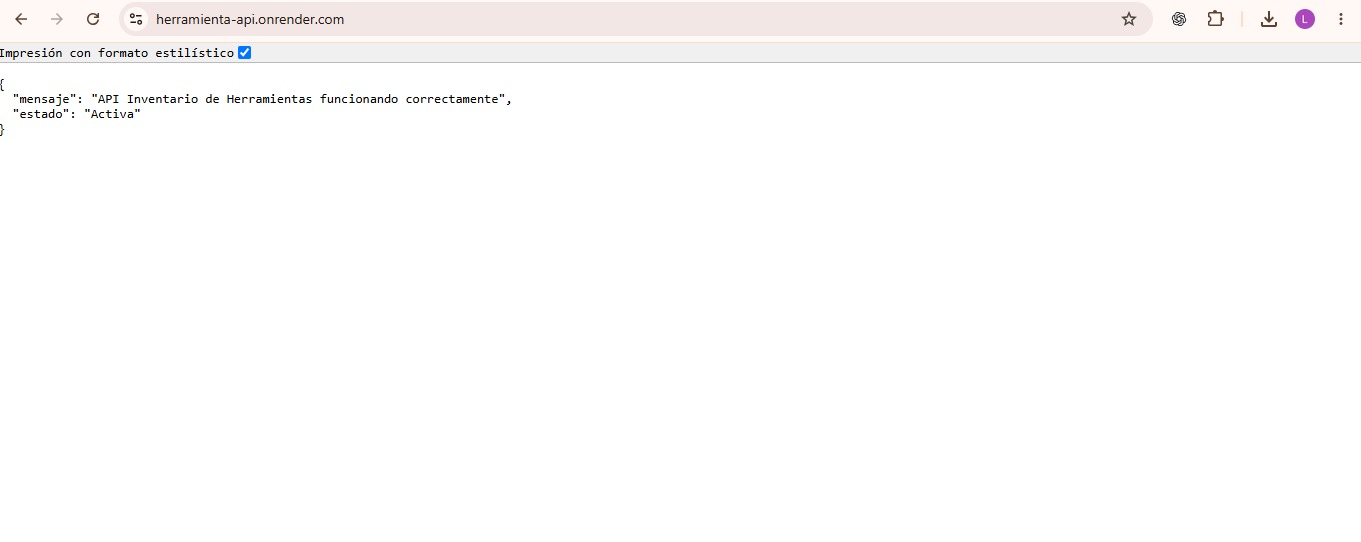 herramienta-api.onrender.com
L
Impresión con formato estilístico
{
"mensaje": "API Inventario de Herramientas funcionando correctamente",
"estado": "Activa"
}